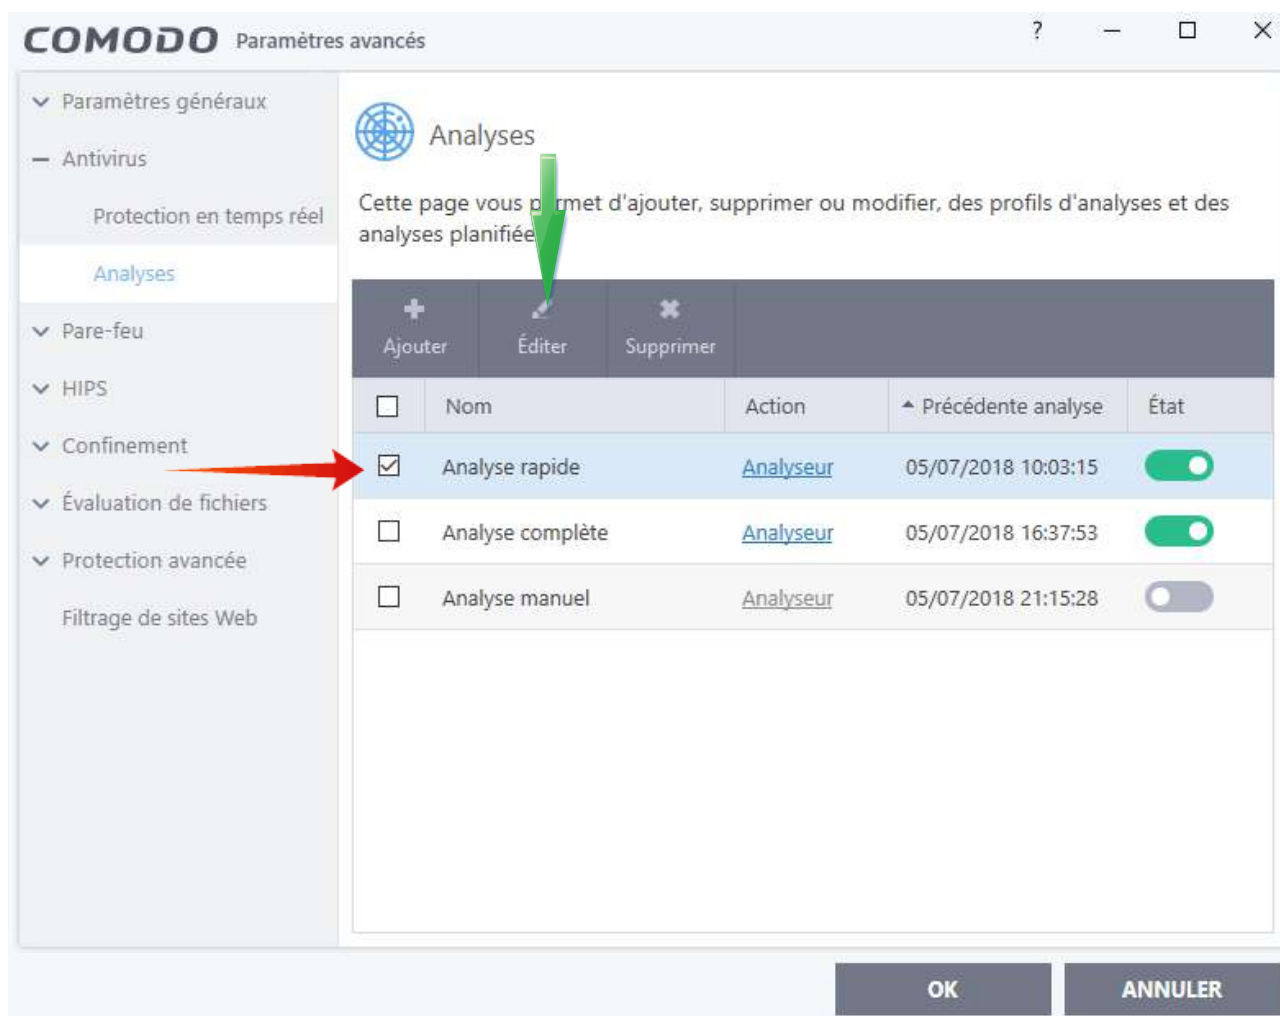 COMODO Paramètres avancés ?
Paramètres généraux
Antivirus
Protection en temps réel
Analyses
Pare-feu
HIPS
Confinement
Évaluation de fichiers
Protection avancée
Filtrage de sites Web
Analyses
Cette page vous permet d'ajouter, supprimer ou modifier, des profils d'analyses et des
analyses planifiée
Ajouter Éditer Supprimer
Nom Action Précédente analyse État
Analyse rapide Analyseur 05/07/2018 10:03:15
Analyse complète Analyseur 05/07/2018 16:37:53
Analyse manuel Analyseur 05/07/2018 21:15:28
OK ANNULER